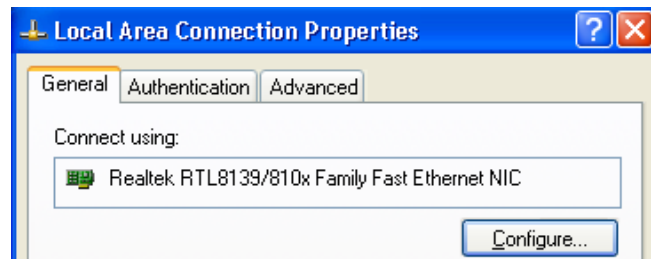 Local Area Connection Properties
General Authentication Advanced
Connect using:
Realtek RTL8139/810x Family Fast Ethernet NIC
Configure...